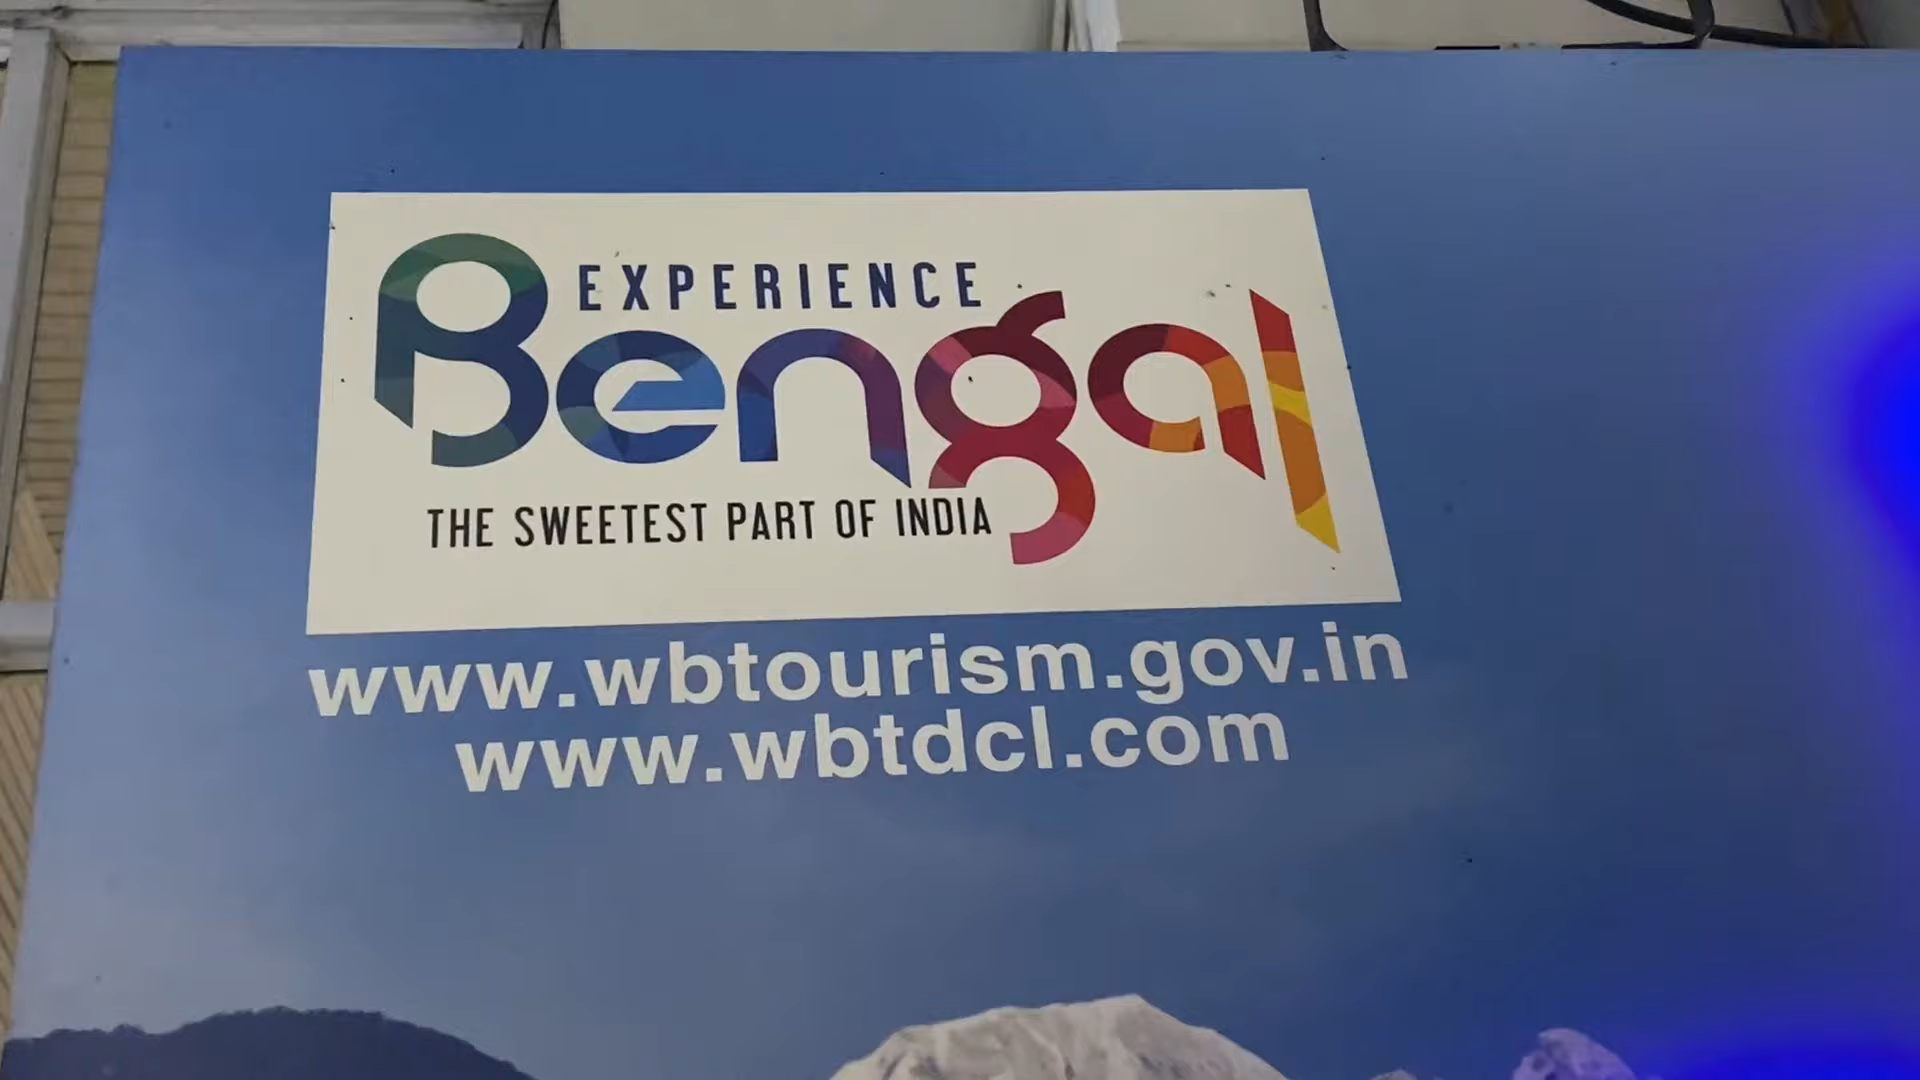 EXPERIENCE
Bengal
THE SWEETEST PART OF INDIA
www.wbtourism.gov.in
www.wbtdcl.com